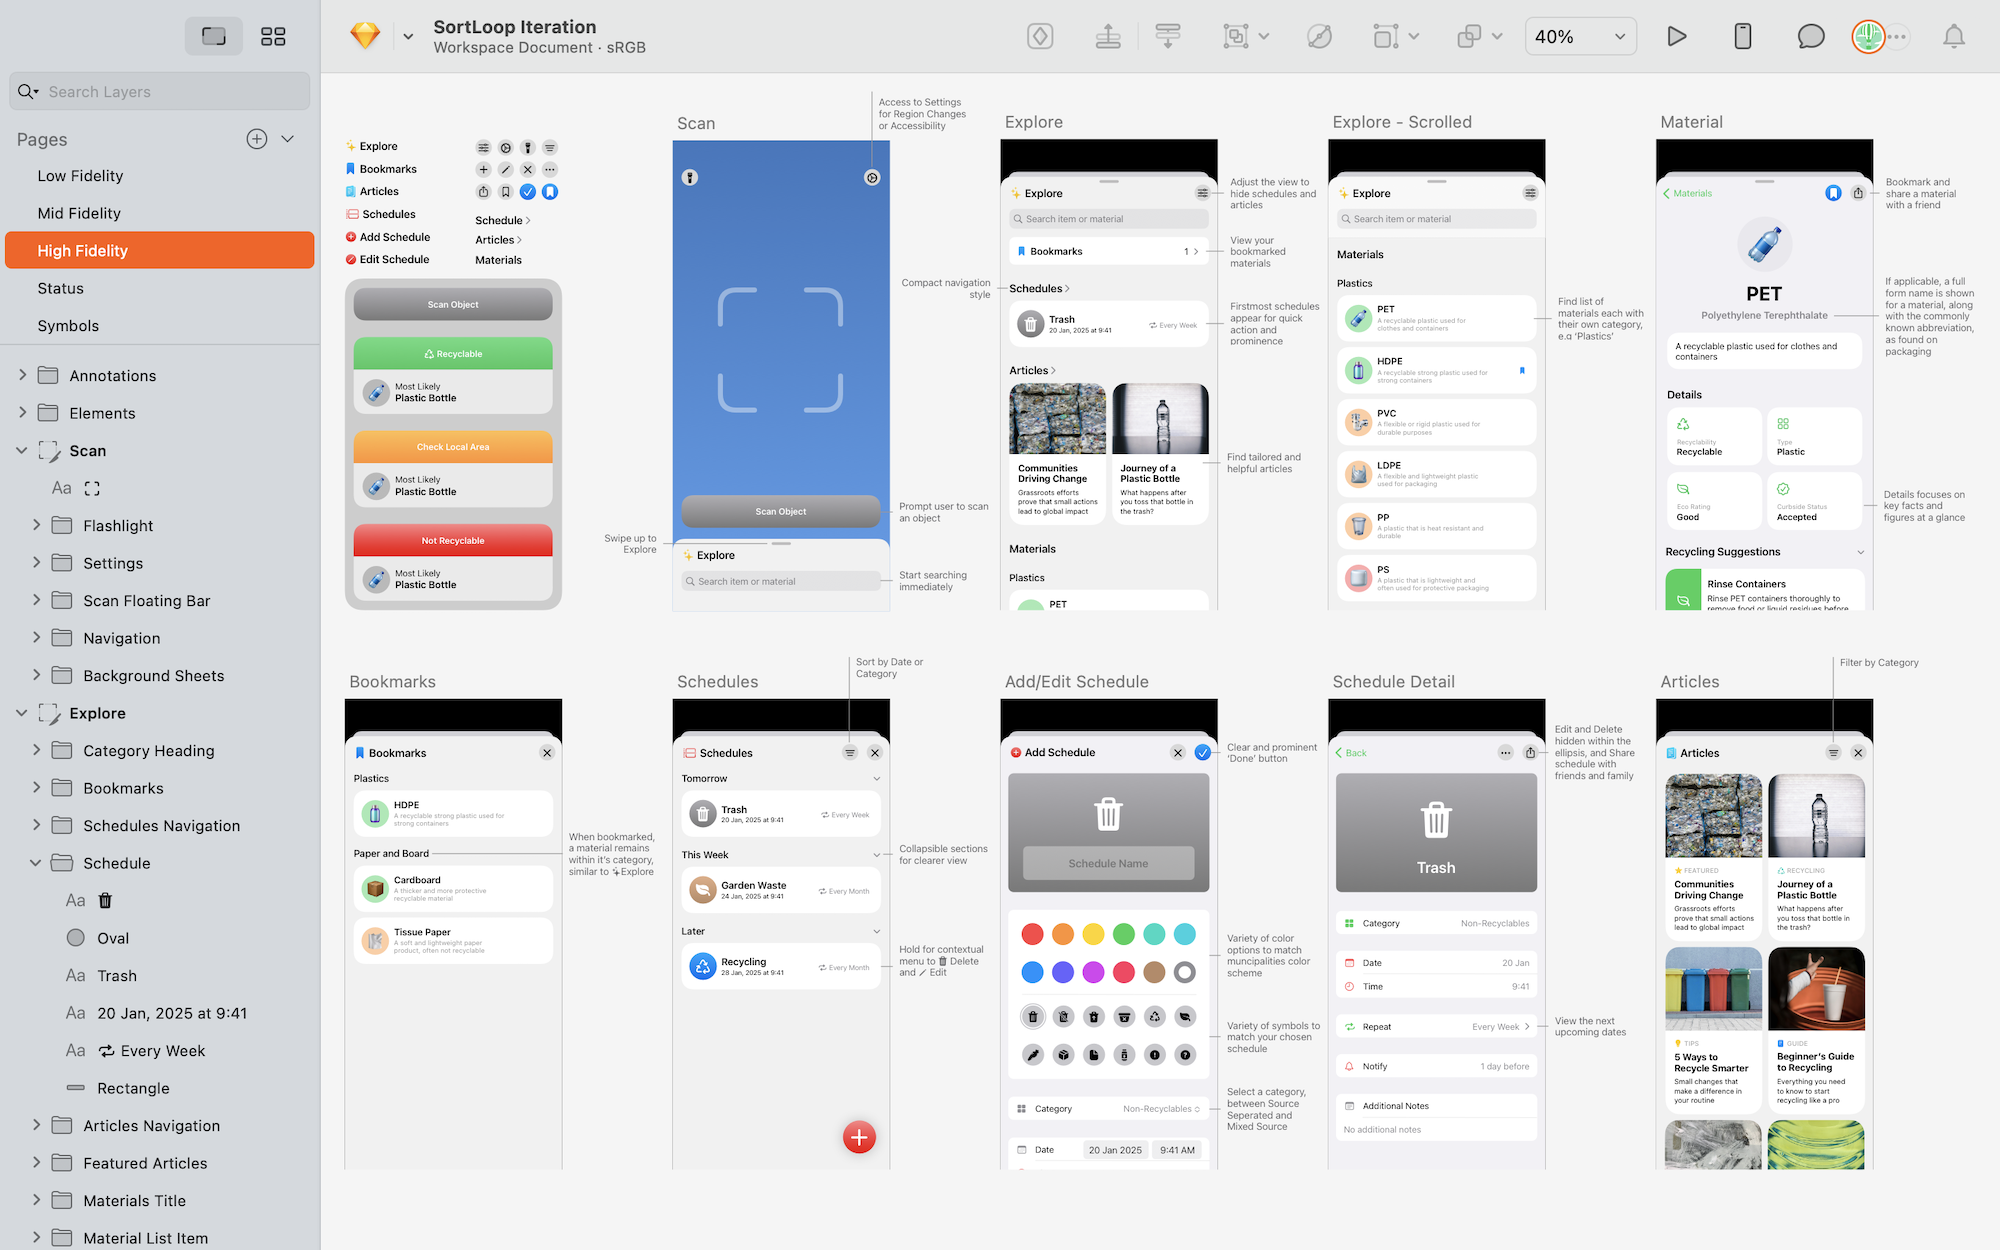 SortLoop Iteration
Workspace Document · sRGB
40%
Search Layers
Pages
Low Fidelity
Mid Fidelity
High Fidelity
Status
Symbols
Annotations
Elements
Scan
Aa
Flashlight
Settings
Scan Floating Bar
Navigation
Background Sheets
Explore
Category Heading
Bookmarks
Schedules Navigation
Schedule
Aa
Oval
Aa Trash
Aa 20 Jan, 2025 at 9:41
Aa Every Week
Rectangle
Articles Navigation
Featured Articles
Materials Title
Material List Item
Explore
Bookmarks
Articles
Schedules
Add Schedule
Edit Schedule
Schedule
Articles
Materials
Scan Object
Recyclable
Most Likely
Plastic Bottle
Check Local Area
Most Likely
Plastic Bottle
Not Recyclable
Most Likely
Plastic Bottle
Scan
Access to Settings
for Region Changes
or Accessibility
Compact navigation
style
Scan Object
Prompt user to scan
an object
Swipe up to
Explore
Explore
Search item or material
Start searching
immediately
Explore
Explore
Search item or material
Bookmarks 1
Schedules
Trash
20 Jan, 2025 at 9:41
Every Week
Articles
Communities
Driving Change
Grassroots efforts
prove that small actions
lead to global impact
Journey of a
Plastic Bottle
What happens after
you toss that bottle in
the trash?
Materials
Plastics
PET
Adjust the view to
hide schedules and
articles
View your
bookmarked
materials
Firstmost schedules
appear for quick
action and
prominence
Find tailored and
helpful articles
Explore - Scrolled
Explore
Search item or material
Materials
Plastics
PET
A recyclable plastic used for
clothes and containers
HDPE
A recyclable strong plastic used for
strong containers
PVC
A flexible or rigid plastic used for
durable purposes
LDPE
A flexible and lightweight plastic
used for packaging
PP
A plastic that is heat resistant and
durable
PS
A plastic that is lightweight and
often used for protective packaging
Find list of
materials each with
their own category,
e.g 'Plastics'
Material
Materials
PET
Polyethylene Terephthalate
A recyclable plastic used for clothes and
containers
Details
Recyclability
Recyclable
Type
Plastic
Eco Rating
Good
Curbside Status
Accepted
Recycling Suggestions
Rinse Containers
Rinse PET containers thoroughly to
remove food or liquid residues before
Bookmark and
share a material
with a friend
If applicable, a full
form name is shown
for a material, along
with the commonly
known abbreviation,
as found on
packaging
Details focuses on
key facts and
figures at a glance
Bookmarks
Bookmarks
Plastics
HDPE
A recyclable strong plastic used for
strong containers
Paper and Board
Cardboard
A thicker and more protective
recyclable material
Tissue Paper
A soft and lightweight paper
product, often not recyclable
When bookmarked,
a material remains
within it's category,
similar to Explore
Schedules
Sort by Date or
Category
Schedules
Tomorrow
Trash
20 Jan, 2025 at 9:41
Every Week
This Week
Garden Waste
24 Jan, 2025 at 9:41
Every Month
Later
Recycling
28 Jan, 2025 at 9:41
Every Month
Collapsible sections
for clearer view
Hold for contextual
menu to Delete
and Edit
Add/Edit Schedule
Add Schedule
Schedule Name
Category Non-Recyclables
Date 20 Jan 2025 9:41 AM
Clear and prominent
'Done' button
Variety of color
options to match
muncipalities color
scheme
Variety of symbols to
match your chosen
schedule
Select a category,
between Source
Seperated and
Mixed Source
Schedule Detail
Back
Trash
Category Non-Recyclables
Date 20 Jan
Time 9:41
Repeat Every Week
Notify 1 day before
Additional Notes
No additional notes
Edit and Delete
hidden within the
ellipsis, and Share
schedule with
friends and family
View the next
upcoming dates
Articles
Filter by Category
Articles
FEATURED
Communities
Driving Change
Grassroots efforts
prove that small actions
lead to global impact
RECYCLING
Journey of a
Plastic Bottle
What happens after
you toss that bottle in
the trash?
TIPS
5 Ways to
Recycle Smarter
Small changes that
make a difference in
your routine
GUIDE
Beginner's Guide
to Recycling
Everything you need
to know to start
recycling like a pro